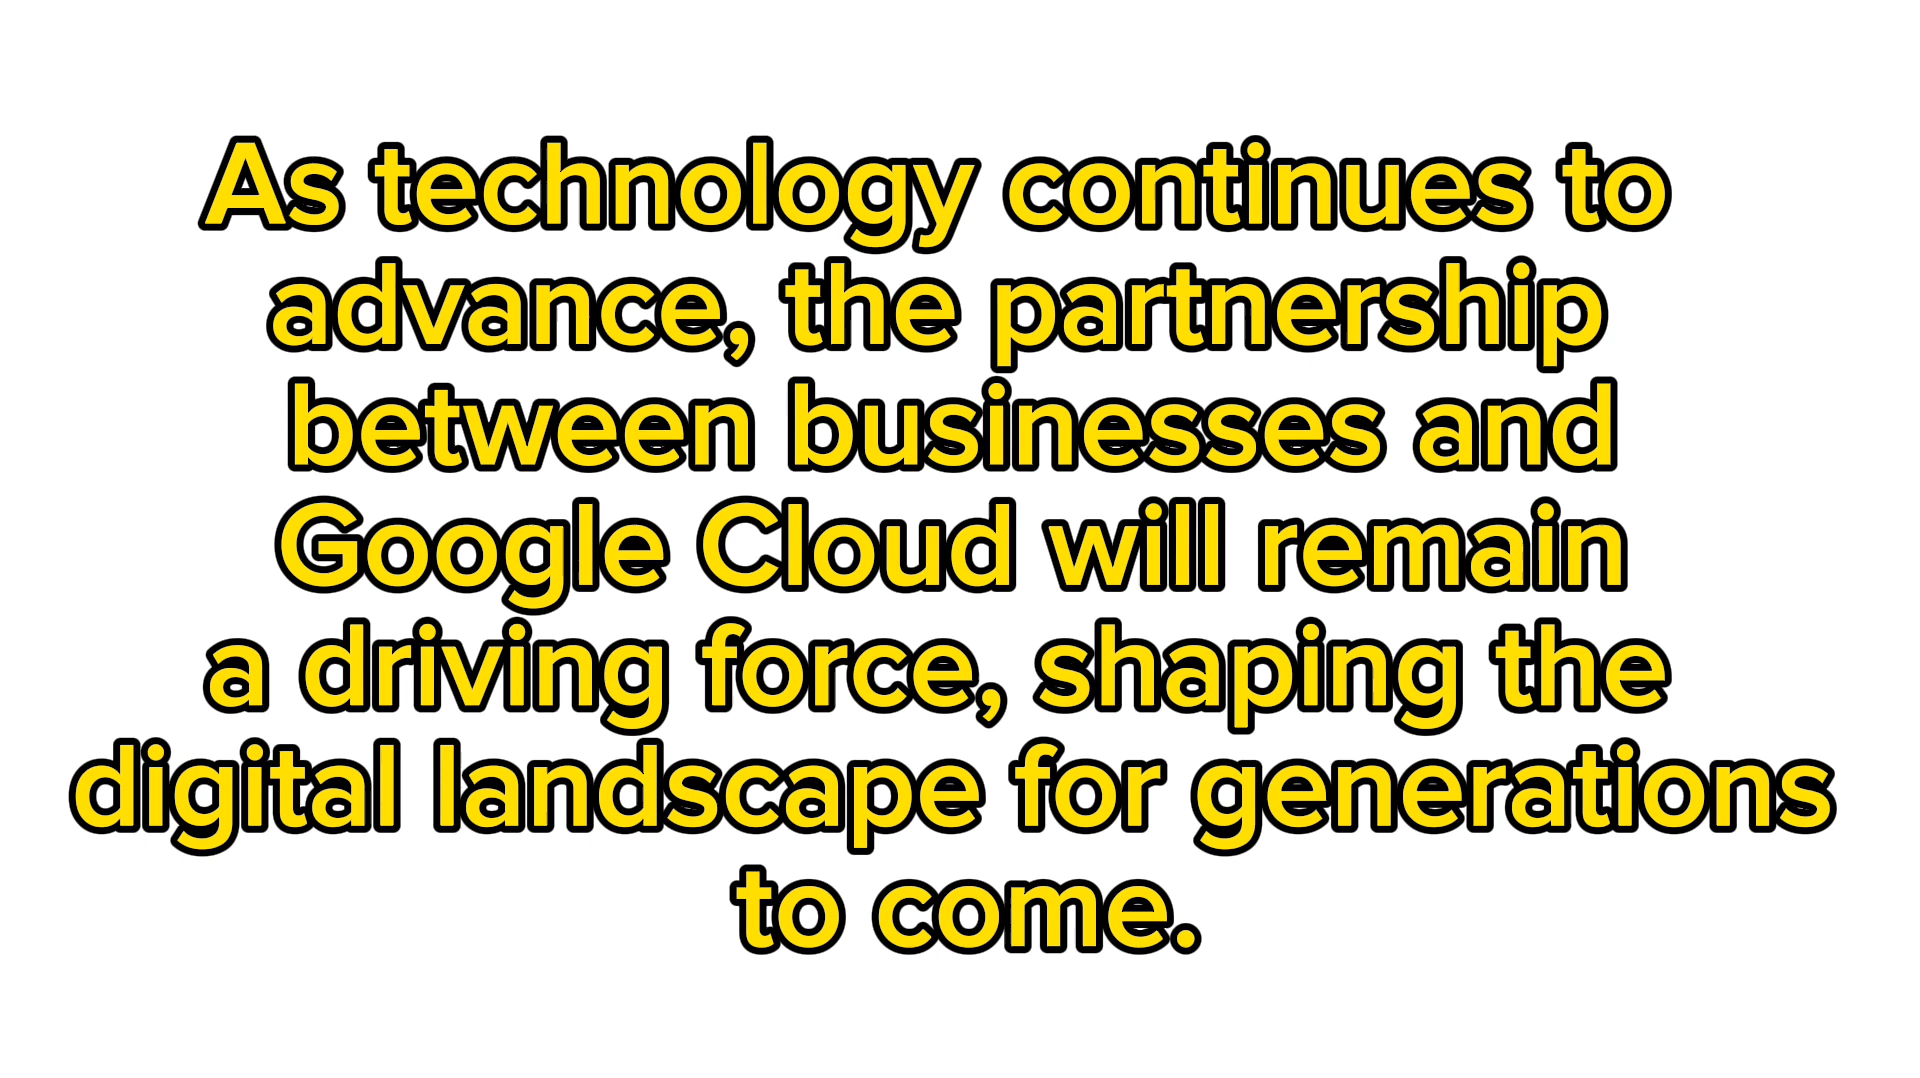 As technology continues to
advance, the partnership
between businesses and
Google Cloud will remain
a driving force, shaping the
digital landscape for generations
to come.